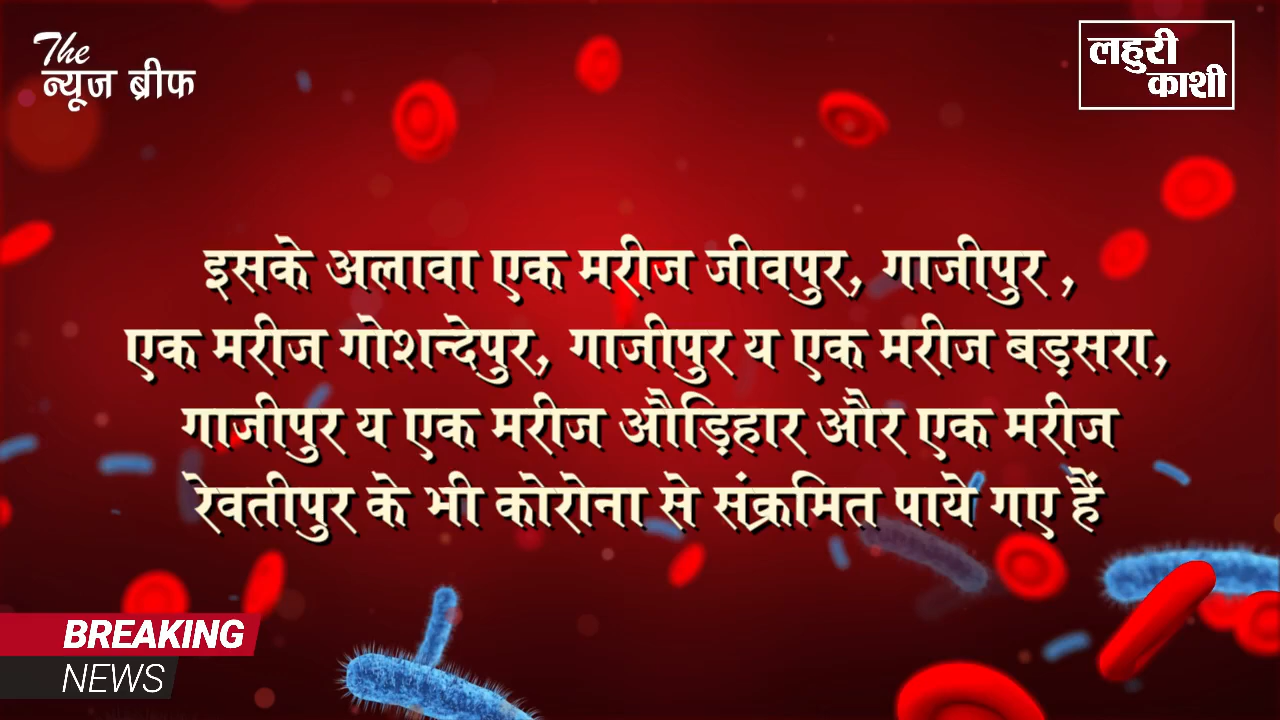 The
न्यूज ब्रीफ
लहुरी
काशी
इसके अलावा एक मरीज जीवपुर, गाजीपुर ,
एक मरीज गोशन्देपुर, गाजीपुर य एक मरीज बड़सरा,
गाजीपुर य एक मरीज औड़िहार और एक मरीज
रेवतीपुर के भी कोरोना से संक्रमित पाये गए हैं
BREAKING
NEWS